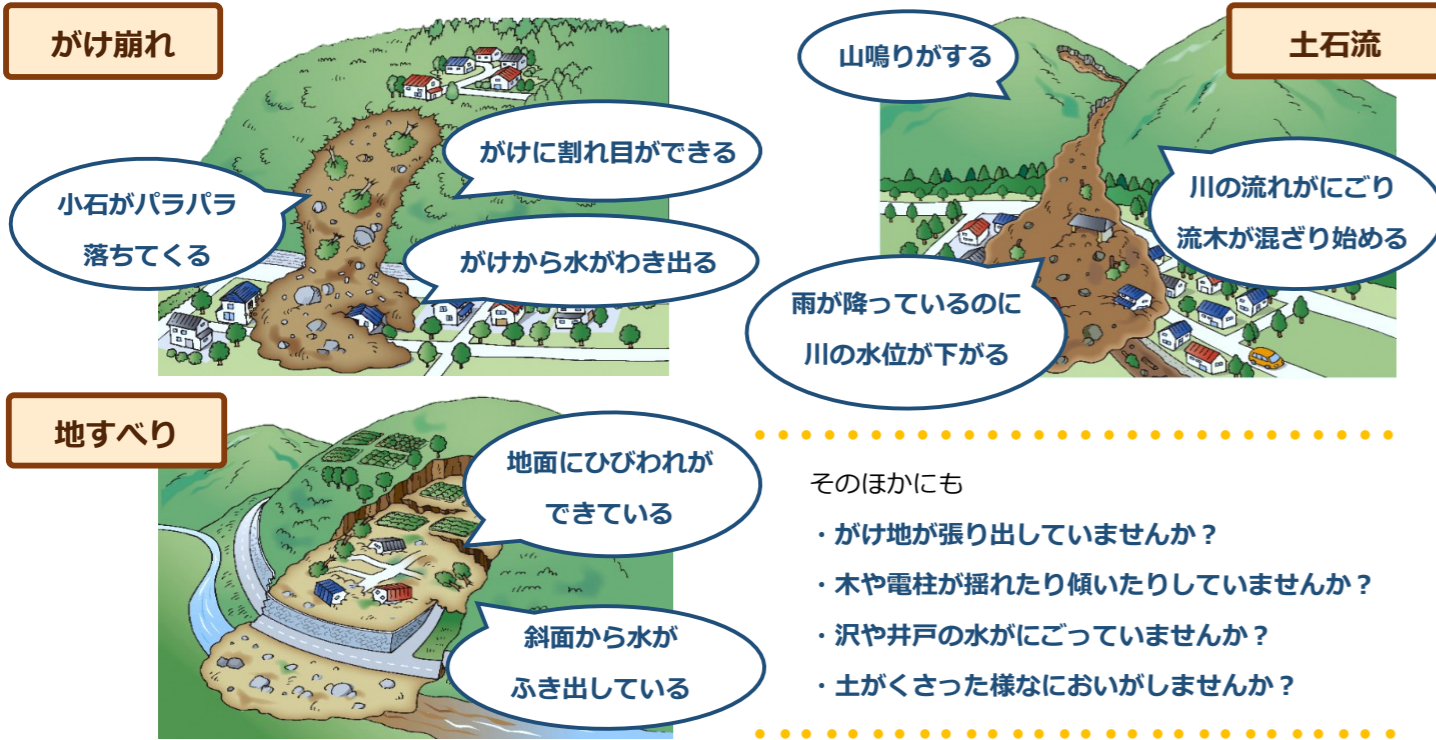 がけ崩れ
がけに割れ目ができる
小石がパラパラ
落ちてくる
がけから水がわき出る
土石流
山鳴りがする
川の流れがにごり
流木が混ざり始める
雨が降っているのに
川の水位が下がる
地すべり
地面にひびわれが
できている
斜面から水が
ふき出している
そのほかにも
・がけ地が張り出していませんか？
・木や電柱が揺れたり傾いたりしていませんか？
・沢や井戸の水がにごっていませんか？
・土がくさった様なにおいがしませんか？